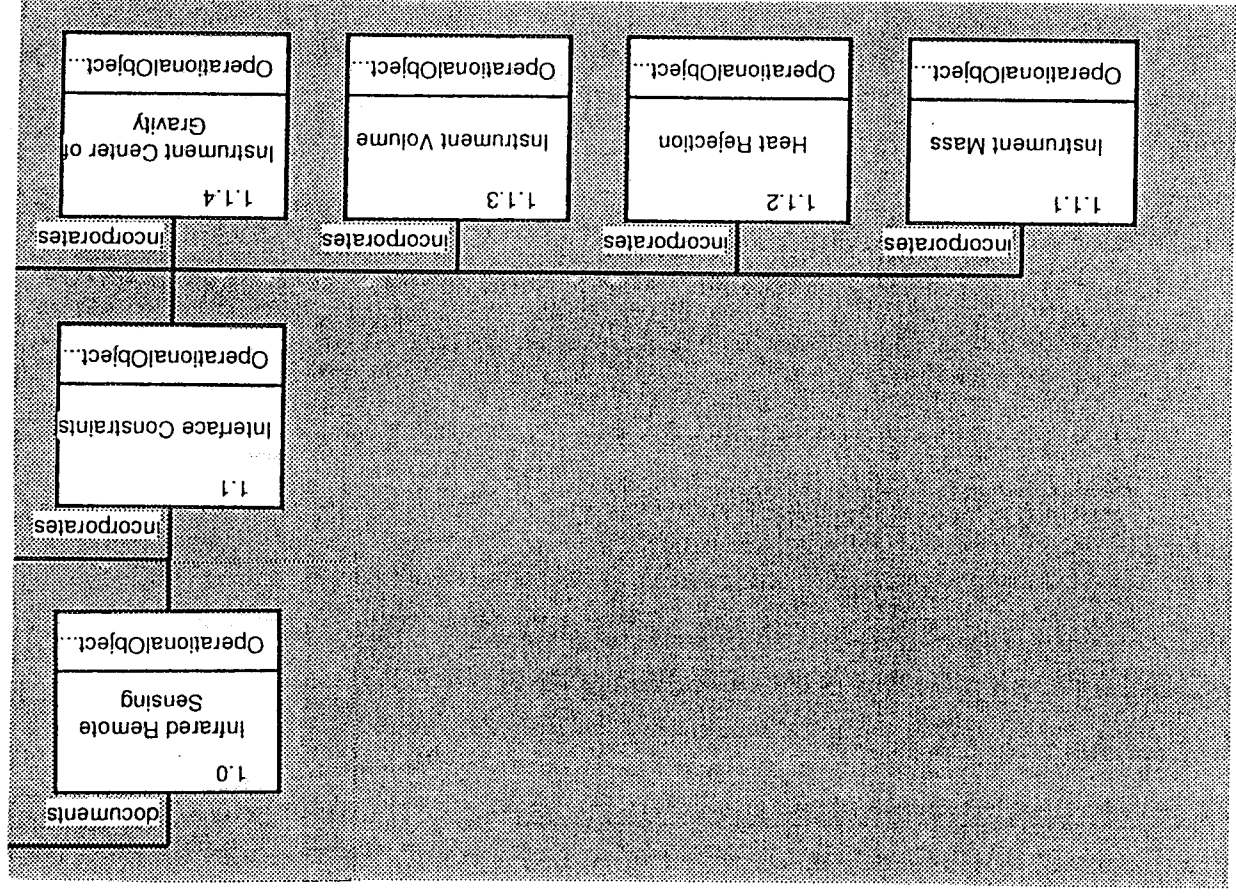 documents
1.0
Infrared Remote
Sensing
OperationalObject...
incorporates
1.1
Interface Constraints
OperationalObject...
incorporates
1.1.1
Instrument Mass
OperationalObject...
incorporates
1.1.2
Heat Rejection
OperationalObject...
incorporates
1.1.3
Instrument Volume
OperationalObject...
incorporates
1.1.4
Instrument Center of
Gravity
OperationalObject...